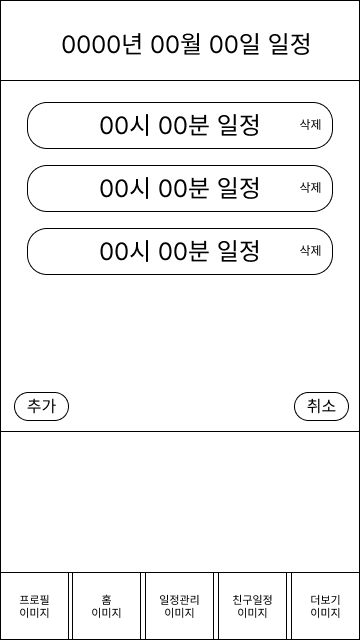 0000년 00월 00일 일정
00시 00분 일정 삭제
00시 00분 일정 삭제
00시 00분 일정 삭제
추가 취소
프로필
이미지
홈
이미지
일정관리
이미지
친구일정
이미지
더보기
이미지